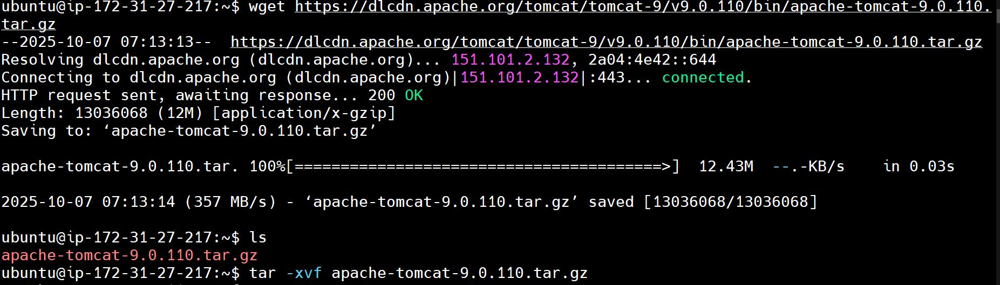 ubuntu@ip-172-31-27-217:~$ wget https://dlcdn.apache.org/tomcat/tomcat-9/v9.0.110/bin/apache-tomcat-9.0.110.
tar.gz
--2025-10-07 07:13:13--  https://dlcdn.apache.org/tomcat/tomcat-9/v9.0.110/bin/apache-tomcat-9.0.110.tar.gz
Resolving dlcdn.apache.org (dlcdn.apache.org)... 151.101.2.132, 2a04:4e42::644
Connecting to dlcdn.apache.org (dlcdn.apache.org)|151.101.2.132|:443... connected.
HTTP request sent, awaiting response... 200 OK
Length: 13036068 (12M) [application/x-gzip]
Saving to: ‘apache-tomcat-9.0.110.tar.gz’
apache-tomcat-9.0.110.tar. 100%[========================================>]  12.43M  --.-KB/s    in 0.03s
2025-10-07 07:13:14 (357 MB/s) - ‘apache-tomcat-9.0.110.tar.gz’ saved [13036068/13036068]
ubuntu@ip-172-31-27-217:~$ ls
apache-tomcat-9.0.110.tar.gz
ubuntu@ip-172-31-27-217:~$ tar -xvf apache-tomcat-9.0.110.tar.gz